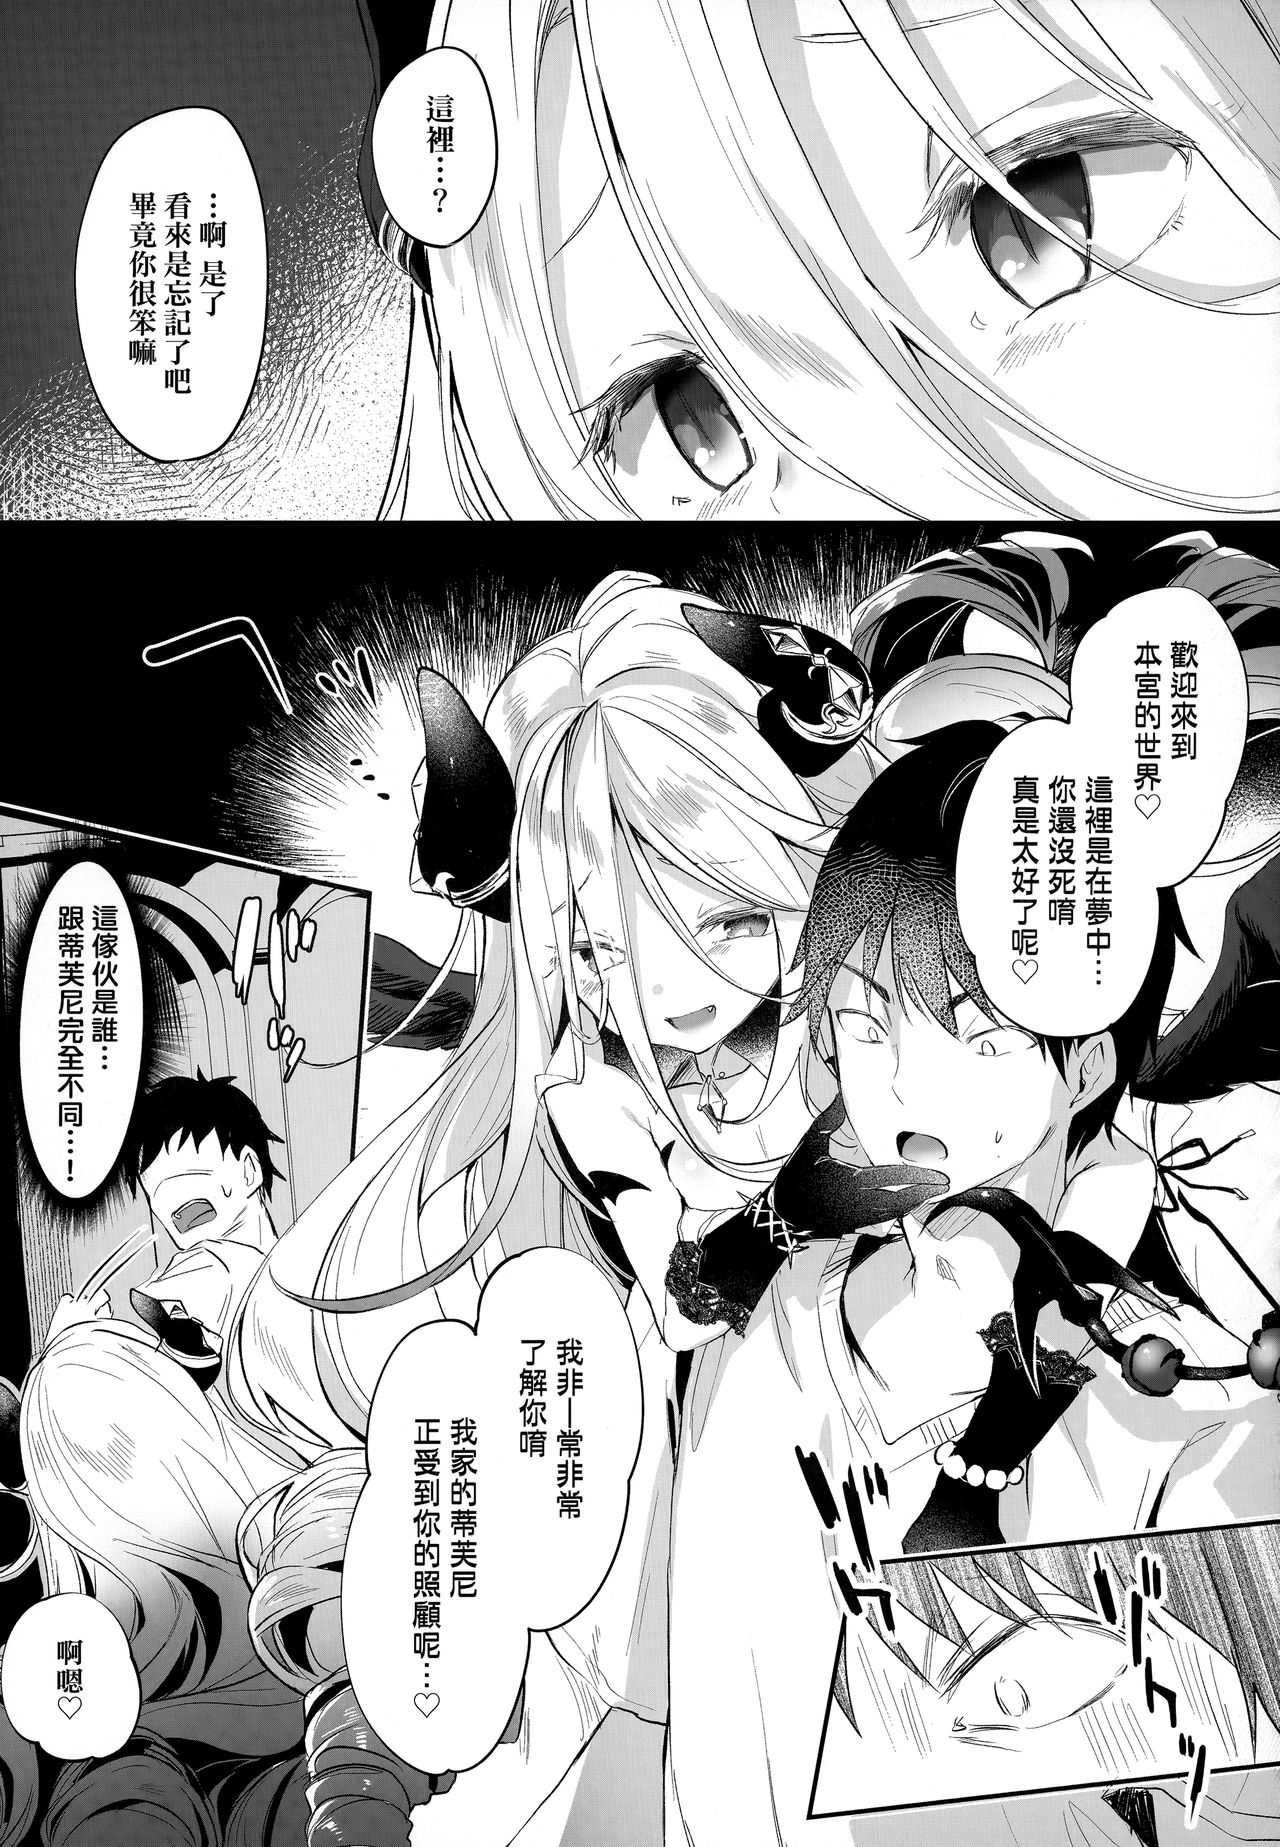 這裡…?
…啊 是了
看來是忘記了吧
畢竟你很笨嘛
歡迎來到
本宮的世界♡
這裡是在夢中…
你還沒死唷
真是太好了呢♡
這傢伙是誰…
跟蒂芙尼完全不同…!
我非—常非常
了解你唷
我家的蒂芙尼
正受到你的照顧呢…♡
啊嗯♡